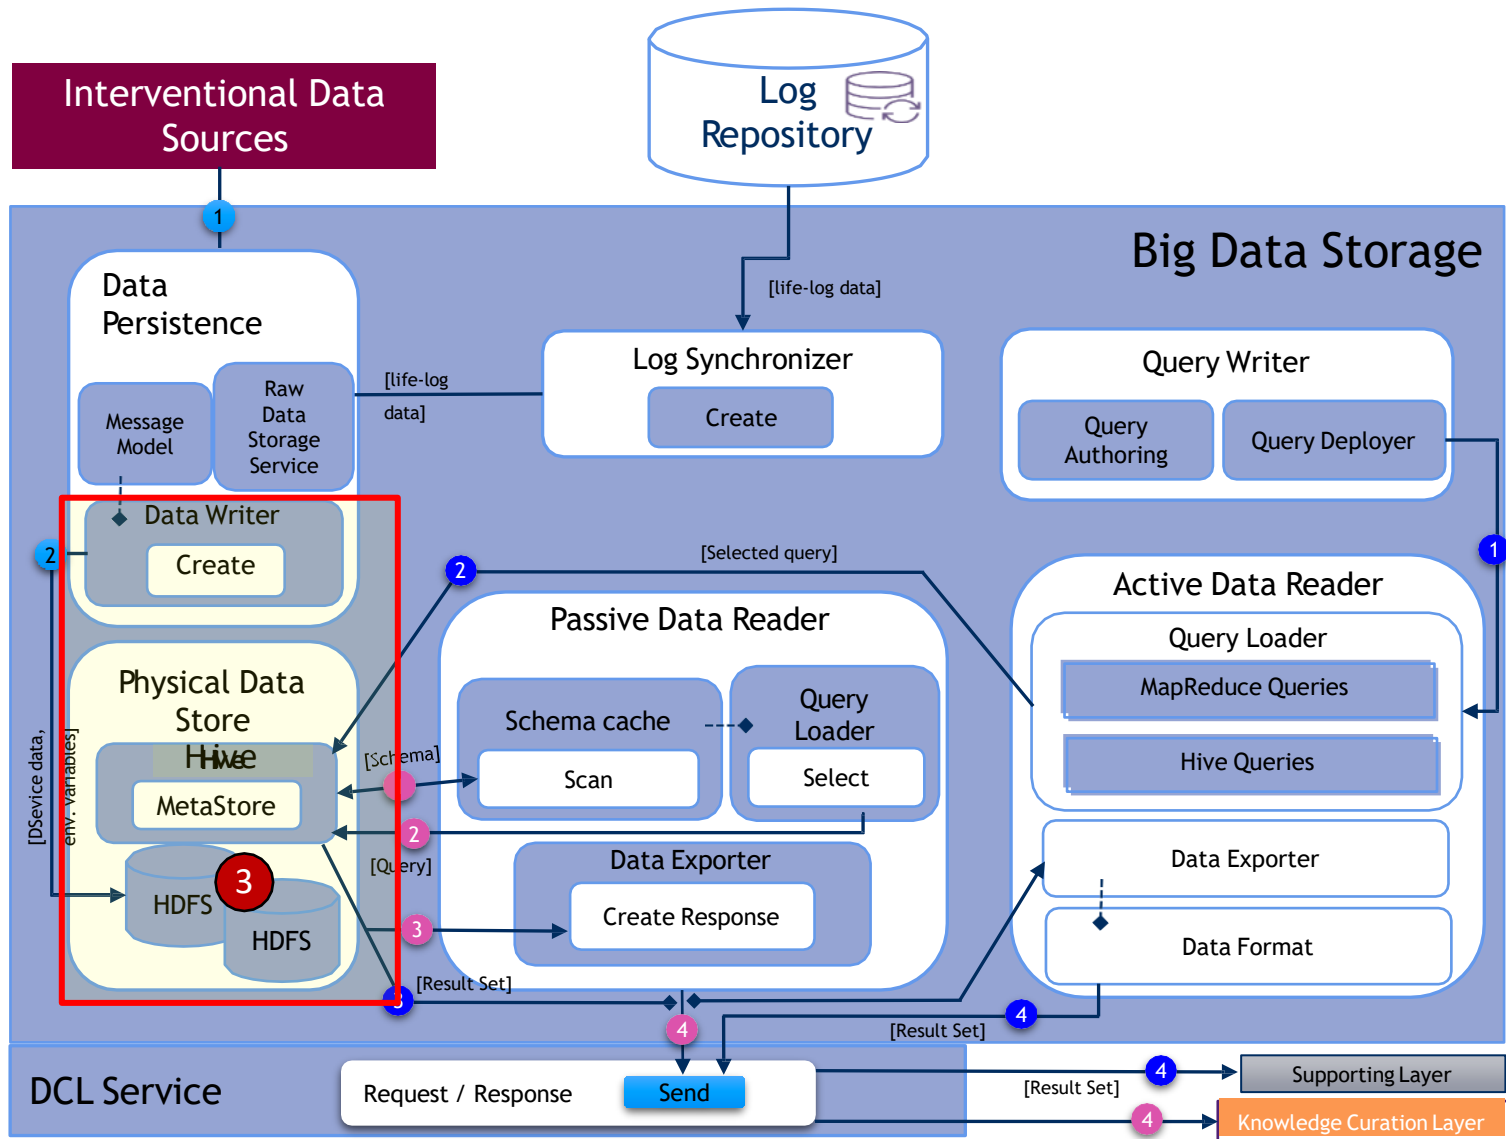 Interventional Data
Sources
Log
Repository
1
Big Data Storage
Data
Persistence
[life-log data]
Log Synchronizer
Create
[life-log
data]
Query Writer
Query
Authoring
Query Deployer
Message
Model
Raw
Data
Storage
Service
Data Writer
Create
2
[Selected query]
2
1
Active Data Reader
Query Loader
MapReduce Queries
Hive Queries
Data Exporter
Data Format
Passive Data Reader
Schema cache
Scan
Query
Loader
Select
Data Exporter
Create Response
Physical Data
Store
Hive
MetaStore
[DSevice data,
env. variables]
[Schema]
2
[Query]
HDFS
3
HDFS
3
[Result Set]
3
4
4
[Result Set]
DCL Service
Request / Response
Send
4
[Result Set]
Supporting Layer
4
Knowledge Curation Layer